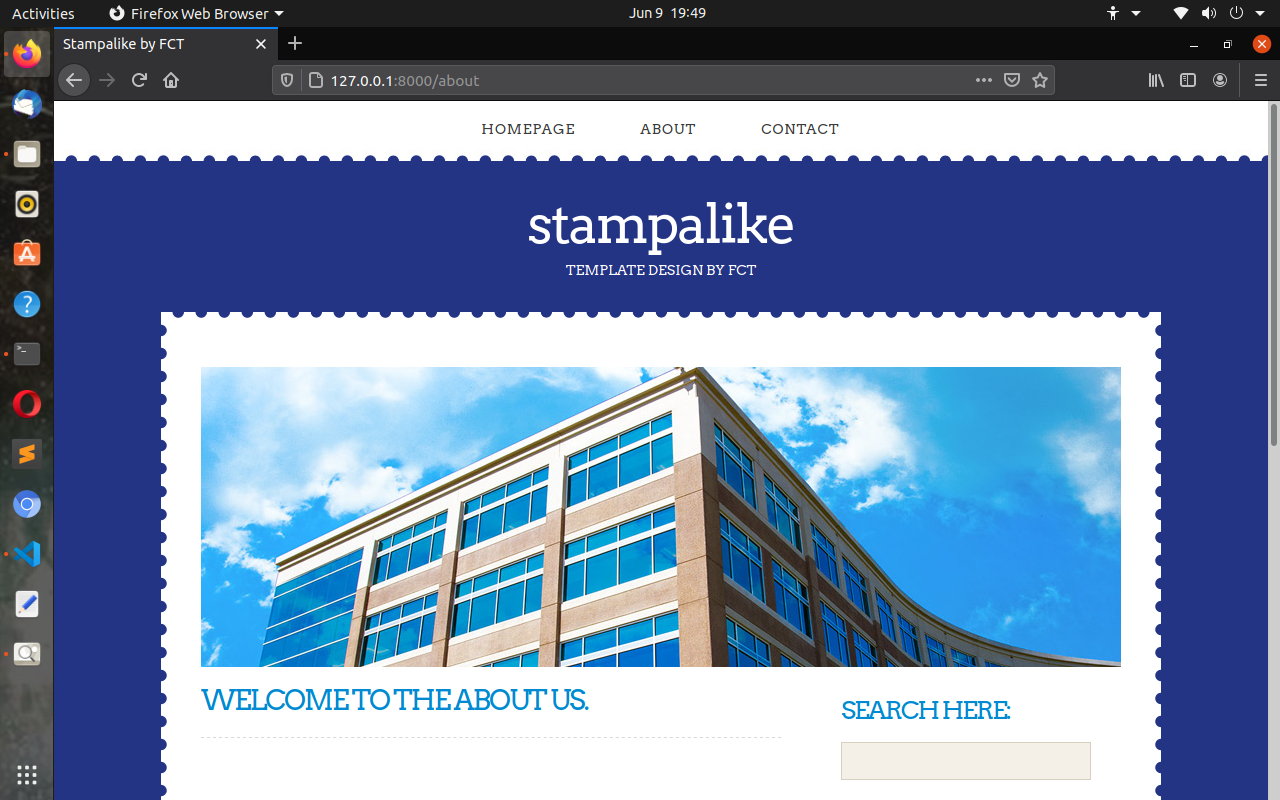 Activities
Firefox Web Browser
Jun 9 19:49
Stampalike by FCT
127.0.0.1:8000/about
HOMEPAGE
ABOUT
CONTACT
stampalike
TEMPLATE DESIGN BY FCT
WELCOME TO THE ABOUT US.
SEARCH HERE: